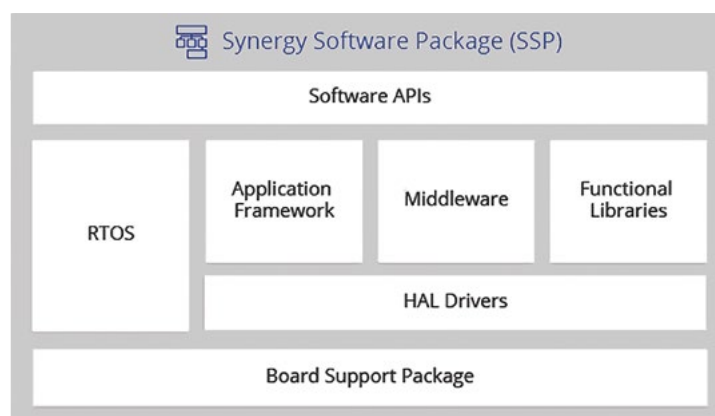 Synergy Software Package (SSP)
Software APIs
RTOS
Application
Framework
Middleware
Functional
Libraries
HAL Drivers
Board Support Package